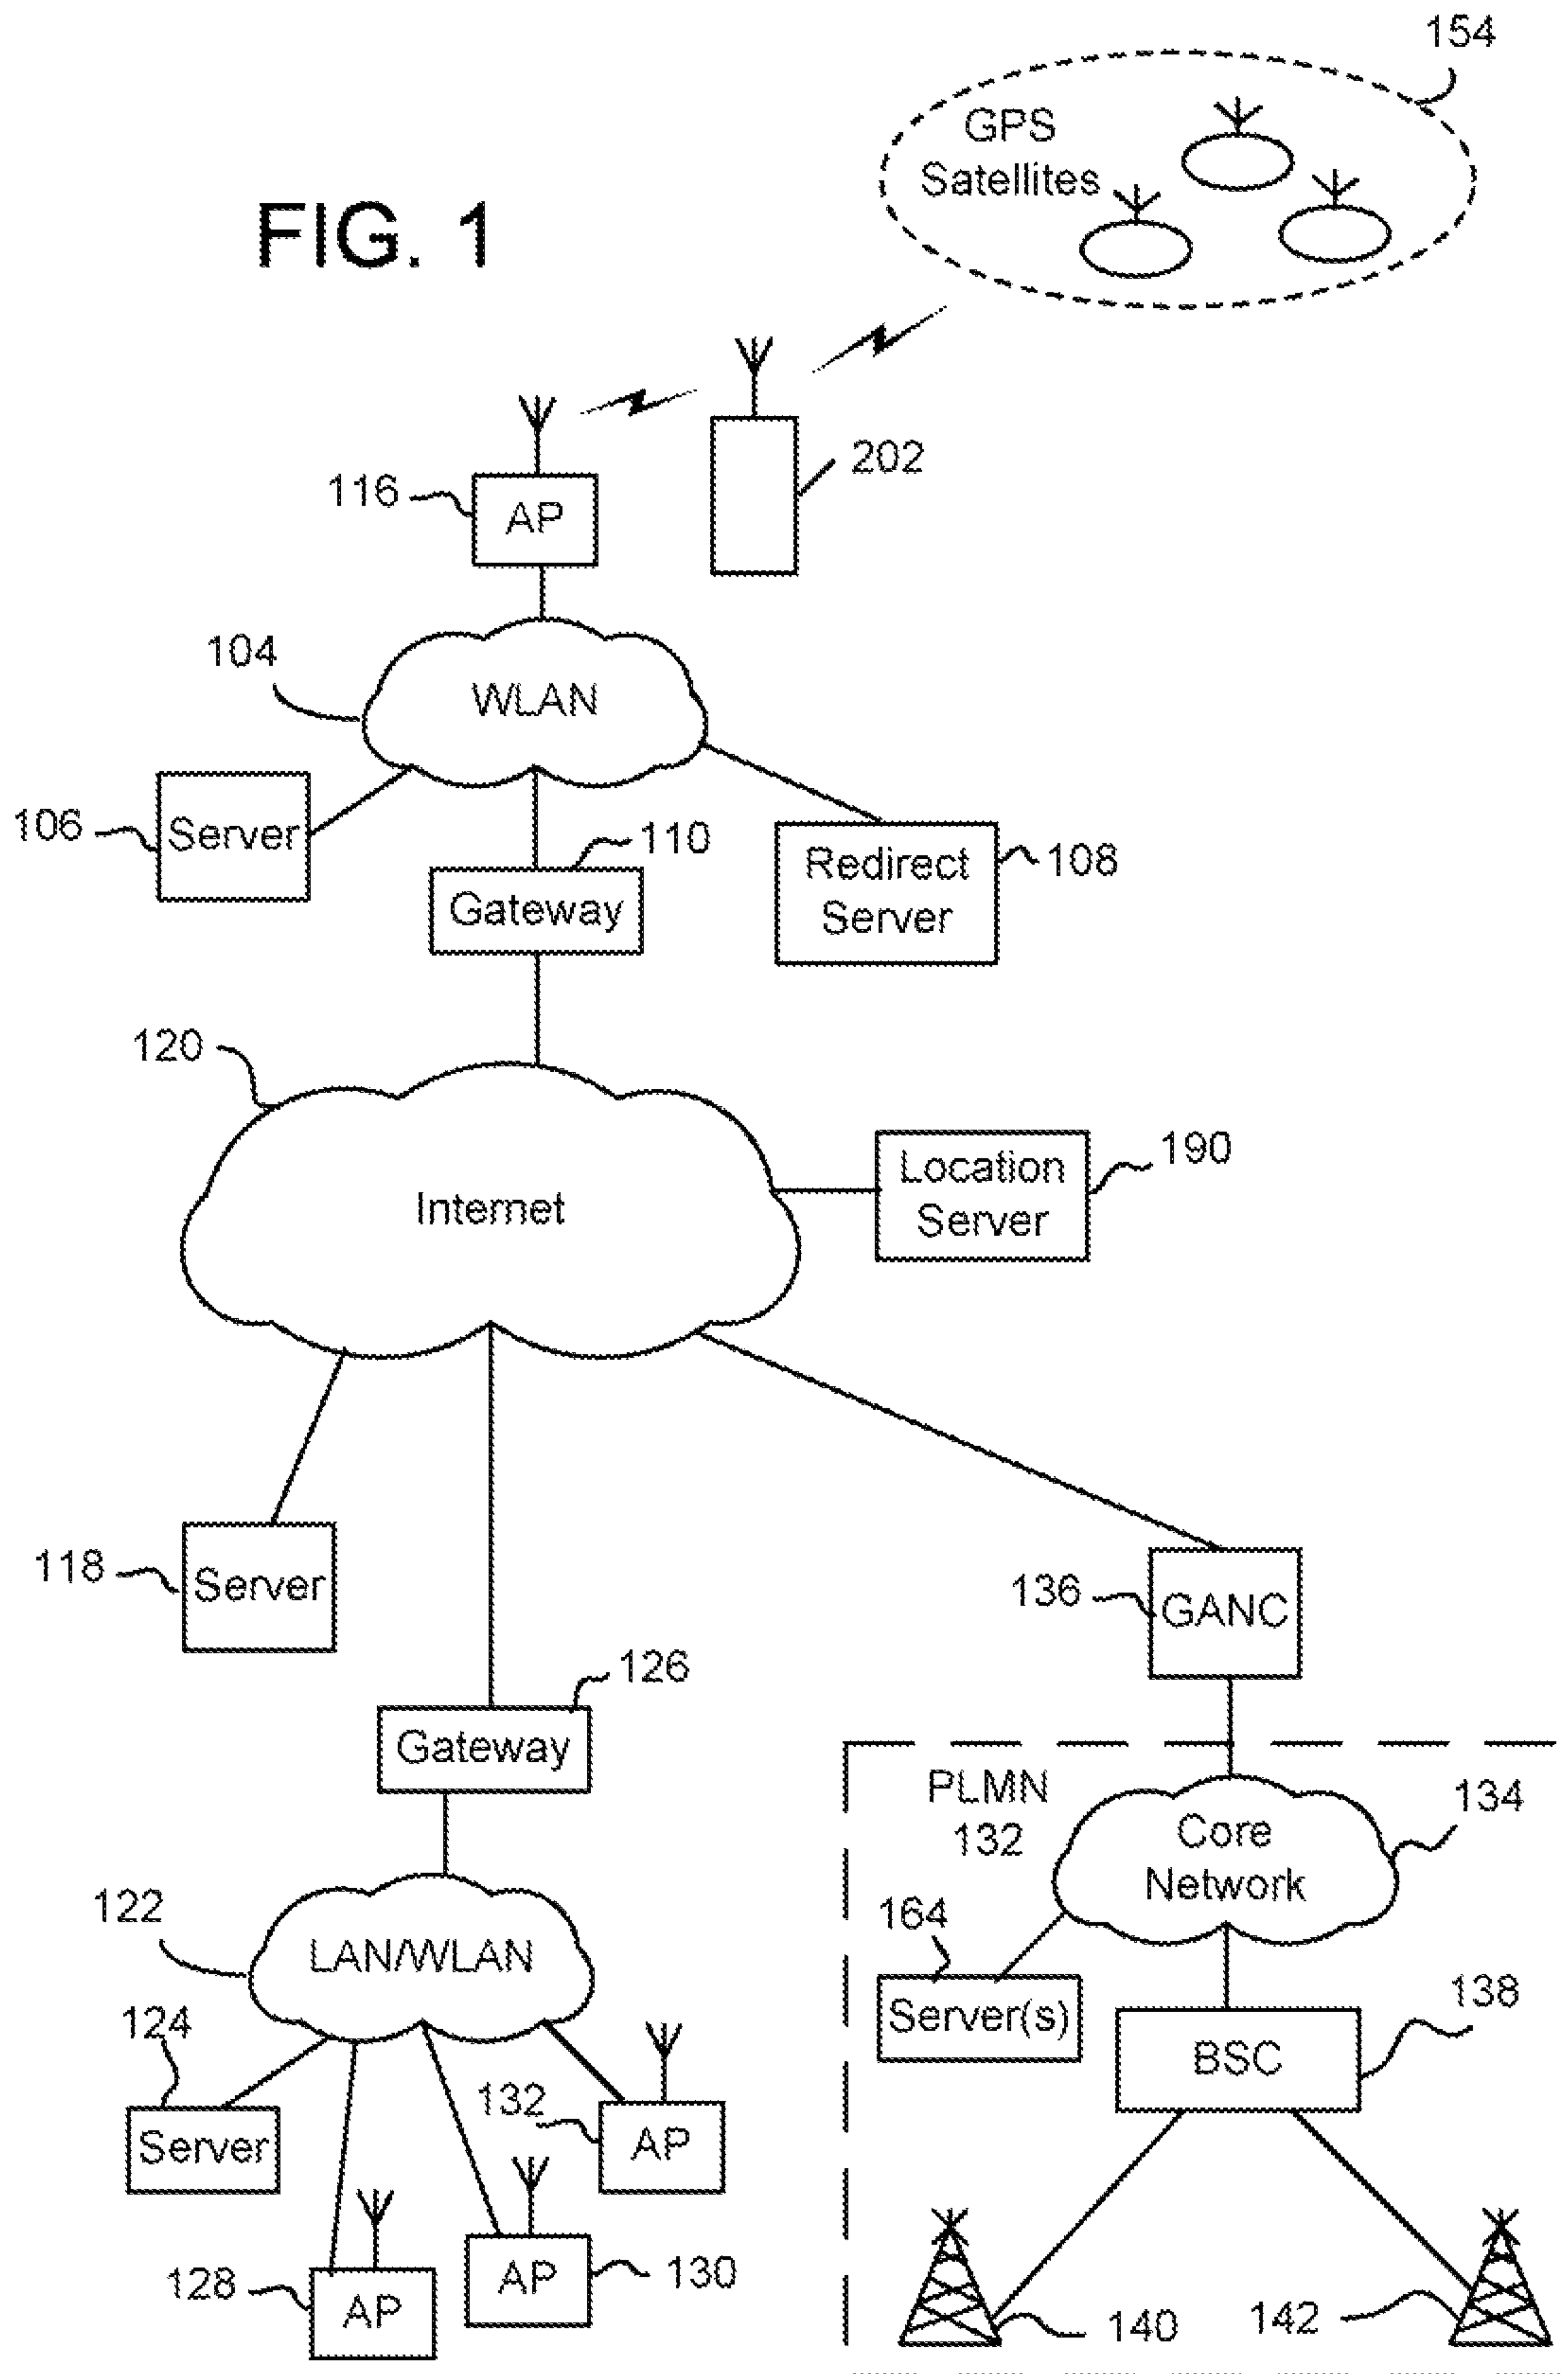 154
GPS
Satellites
FIG. 1
202
116
AP
104
WLAN
106
Server
110
Gateway
Redirect
Server
108
120
Internet
Location
Server
190
118
Server
136
GANC
126
Gateway
PLMN
132
Core
Network
134
122
LAN/WLAN
164
Server(s)
138
BSC
124
Server
132
AP
128
AP
AP
130
140
142